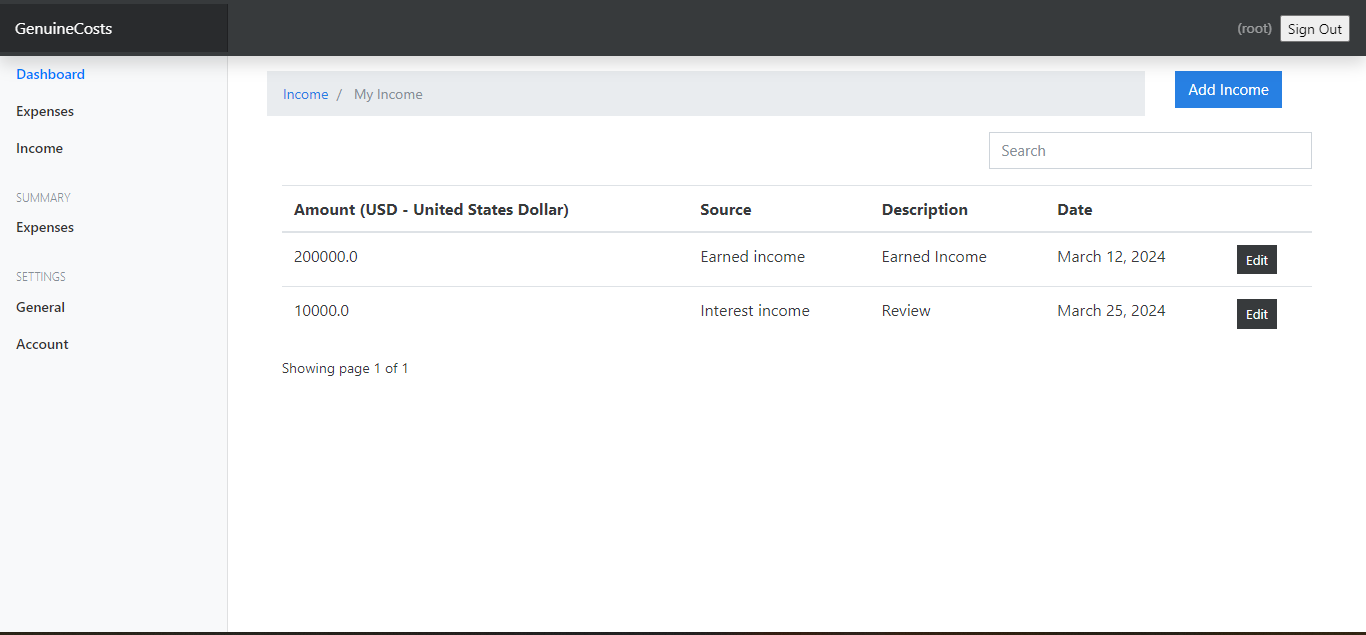 GenuineCosts
(root) Sign Out
Dashboard
Expenses
Income
SUMMARY
Expenses
SETTINGS
General
Account
Income / My Income
Add Income
Search
Amount (USD - United States Dollar) Source Description Date
200000.0 Earned income Earned Income March 12, 2024 Edit
10000.0 Interest income Review March 25, 2024 Edit
Showing page 1 of 1